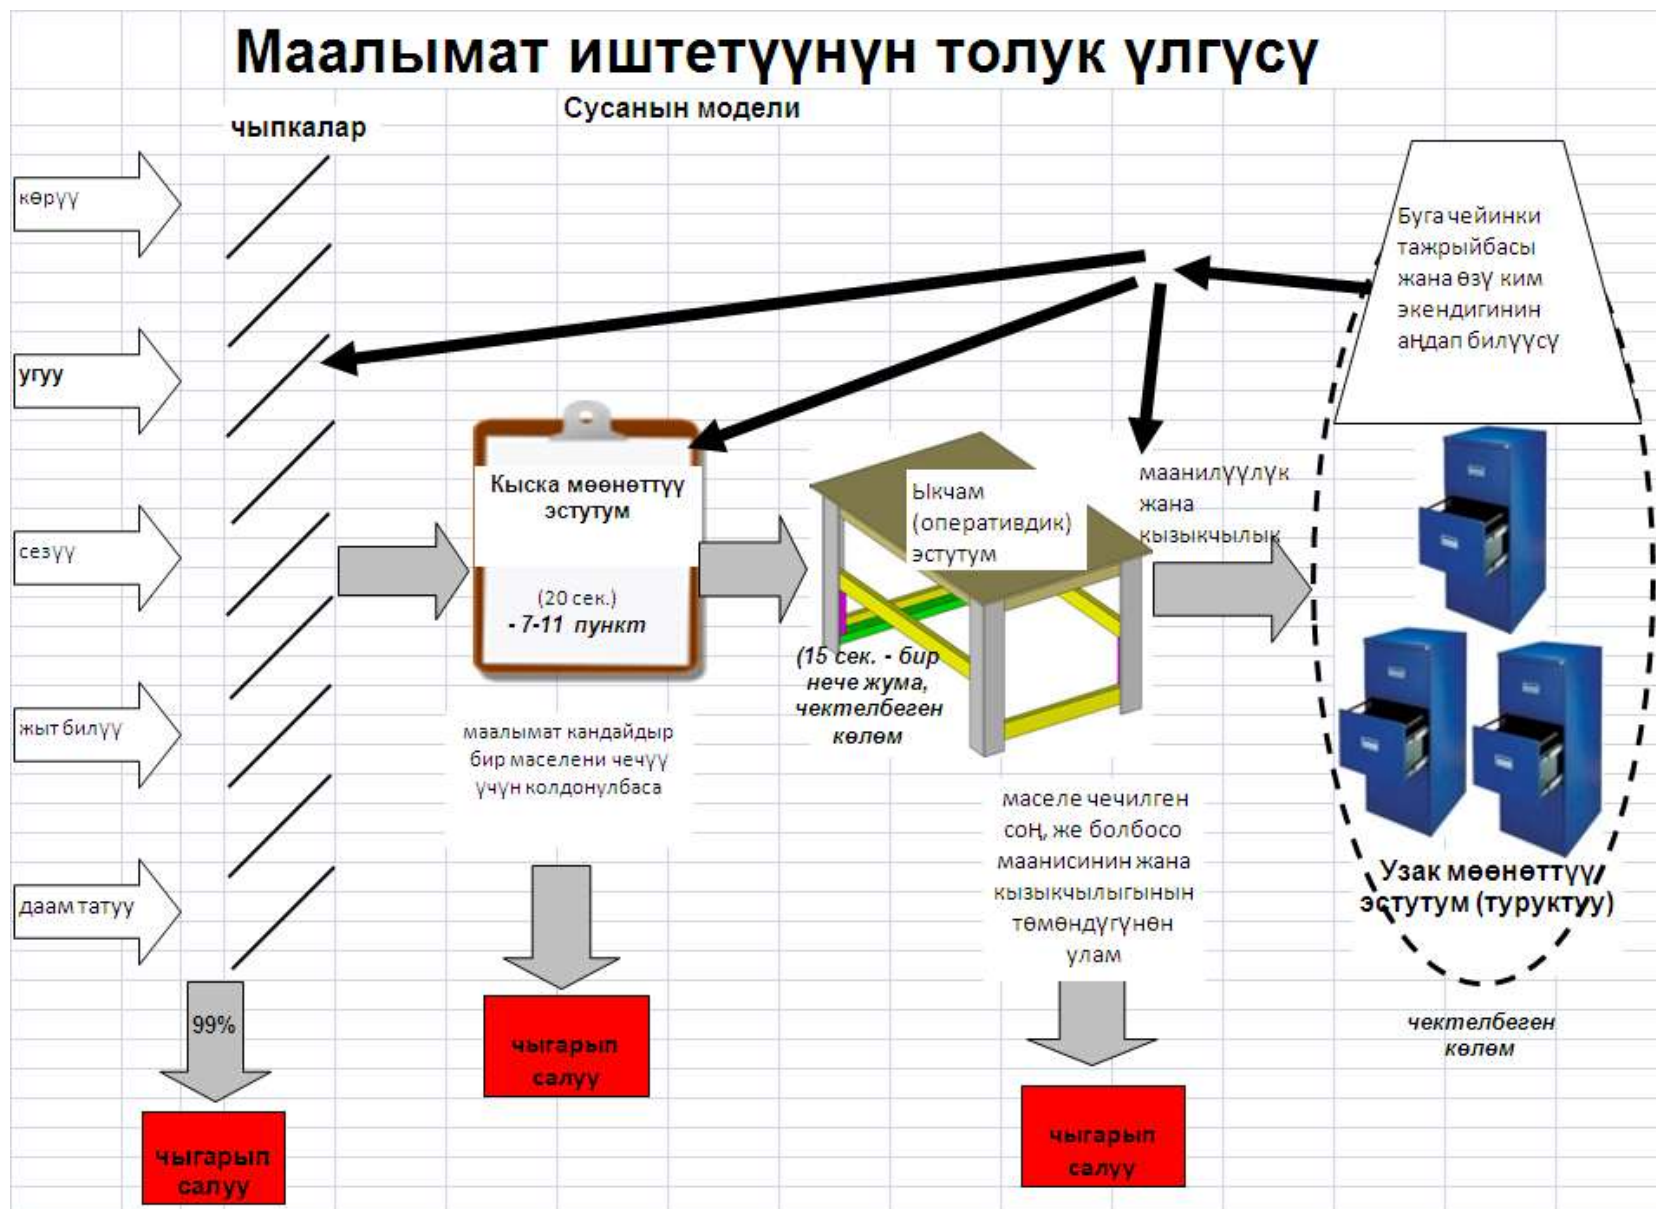 Маалымат иштетүүнүн толук үлгүсү
Сусанын модели
чыпкалар
көрүү
угуу
сезүү
жыт билүү
даам татуу
99%
чыгарып
салуу
Кыска мөөнөттүү
эстутум
(20 сек.)
- 7-11 пункт
маалымат кандайдыр
бир маселени чечүү
үчүн колдонулбаса
чыгарып
салуу
Ыкчам
(оперативдик)
эстутум
(15 сек. - бир
нече жума,
чектелбеген
көлөм
маселе чечилген
соң, же болбосо
маанисинин жана
кызыкчылыгынын
төмөндүгүнөн
улам
чыгарып
салуу
маанилүүлүк
жана
кызыкчылык
Буга чейинки
тажрыйбасы
жана өзү ким
экендигинин
аңдап билүүсү
Узак мөөнөттүү
эстутум (туруктуу)
чектелбеген
көлөм